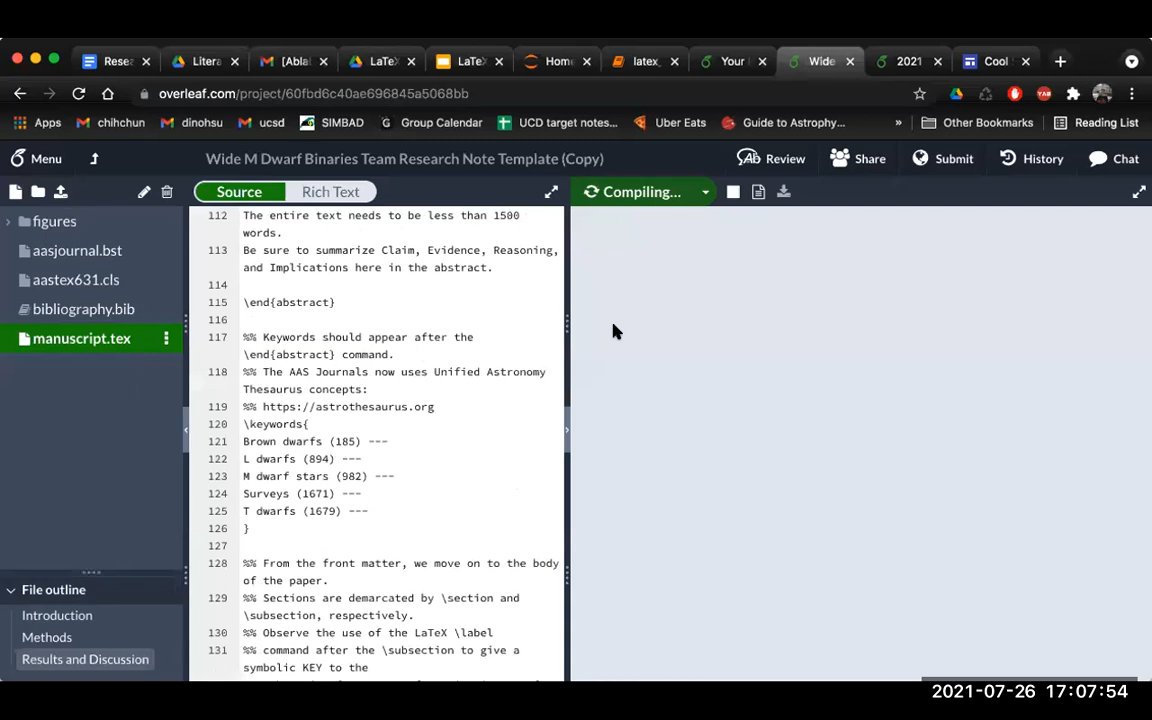 Resea
Litera
[Ablal
LaTeX
LaTeX
Home
latex_
Your
Wide
2021
Cool S
overleaf.com/project/60fbd6c40ae696845a5068bb
Apps
chihchun
dinohsu
ucsd
SIMBAD
Group Calendar
UCD target notes...
Uber Eats
Guide to Astrophy...
»
Other Bookmarks
Reading List
Menu
Wide M Dwarf Binaries Team Research Note Template (Copy)
Review
Share
Submit
History
Chat
Source
Rich Text
Compiling...
figures
aasjournal.bst
aastex631.cls
bibliography.bib
manuscript.tex
File outline
Introduction
Methods
Results and Discussion
112 The entire text needs to be less than 1500
words.
113 Be sure to summarize Claim, Evidence, Reasoning,
and Implications here in the abstract.
114
115 \end{abstract}
116
117 %% Keywords should appear after the
\end{abstract} command.
118 %% The AAS Journals now uses Unified Astronomy
Thesaurus concepts:
119 %% https://astrothesaurus.org
120 \keywords{
121 Brown dwarfs (185) ---
122 L dwarfs (894) ---
123 M dwarf stars (982) ---
124 Surveys (1671) ---
125 T dwarfs (1679) ---
126 }
127
128 %% From the front matter, we move on to the body
of the paper.
129 %% Sections are demarcated by \section and
\subsection, respectively.
130 %% Observe the use of the LaTeX \label
131 %% command after the \subsection to give a
symbolic KEY to the
2021-07-26 17:07:54